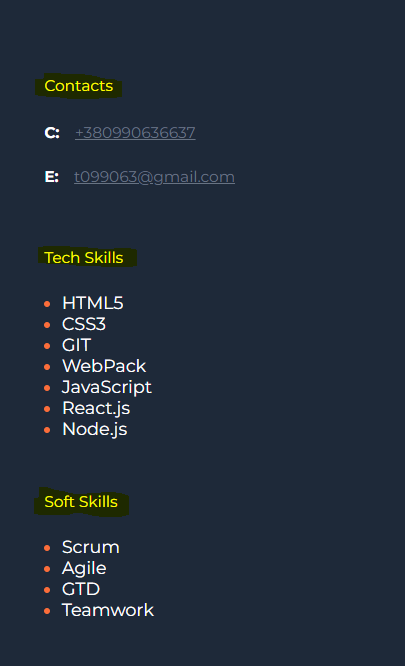 Contacts
C: +380990636637
E: t099063@gmail.com
Tech Skills
HTML5
CSS3
GIT
WebPack
JavaScript
React.js
Node.js
Soft Skills
Scrum
Agile
GTD
Teamwork